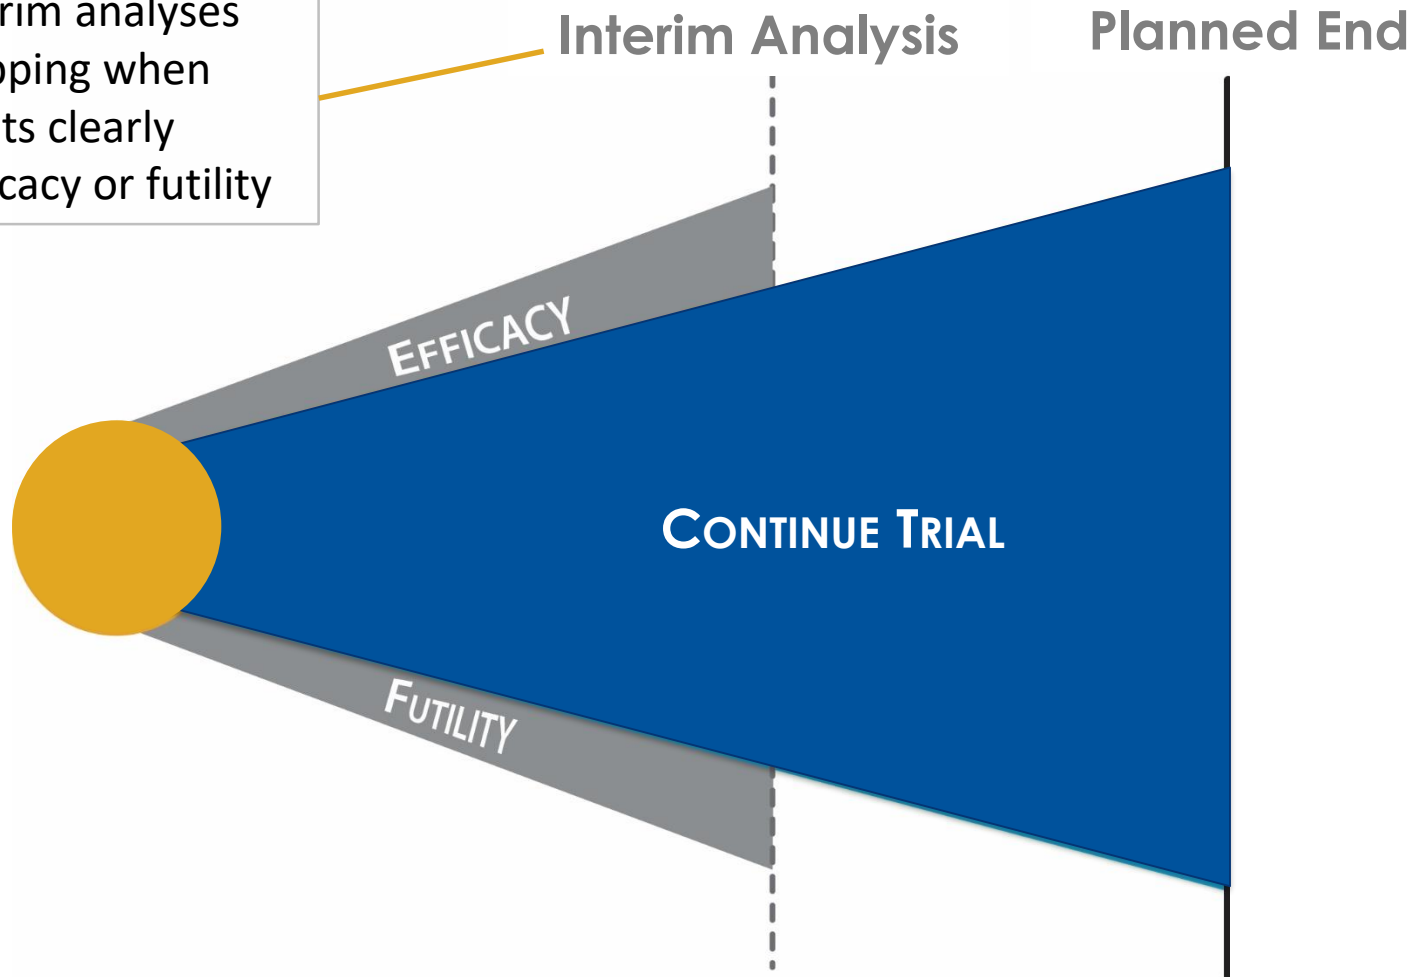 rim analyses
pping when
ts clearly
cacy or futility
Interim Analysis
Planned End
EFFICACY
CONTINUE TRIAL
FUTILITY